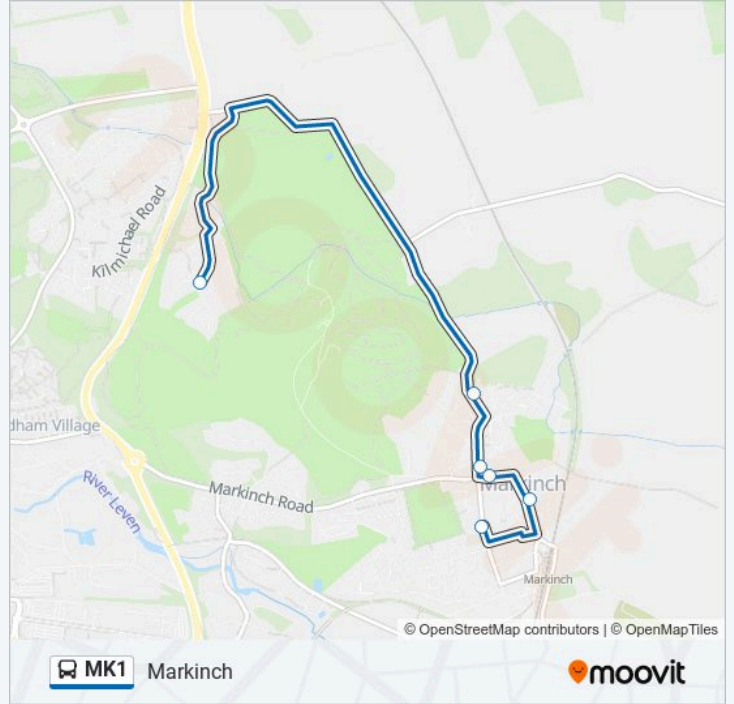 Kilmichael Road
dham Village
River Leven
Markinch Road
Markinch
Markinch
© OpenStreetMap contributors | © OpenMapTiles
MK1 Markinch
moovit